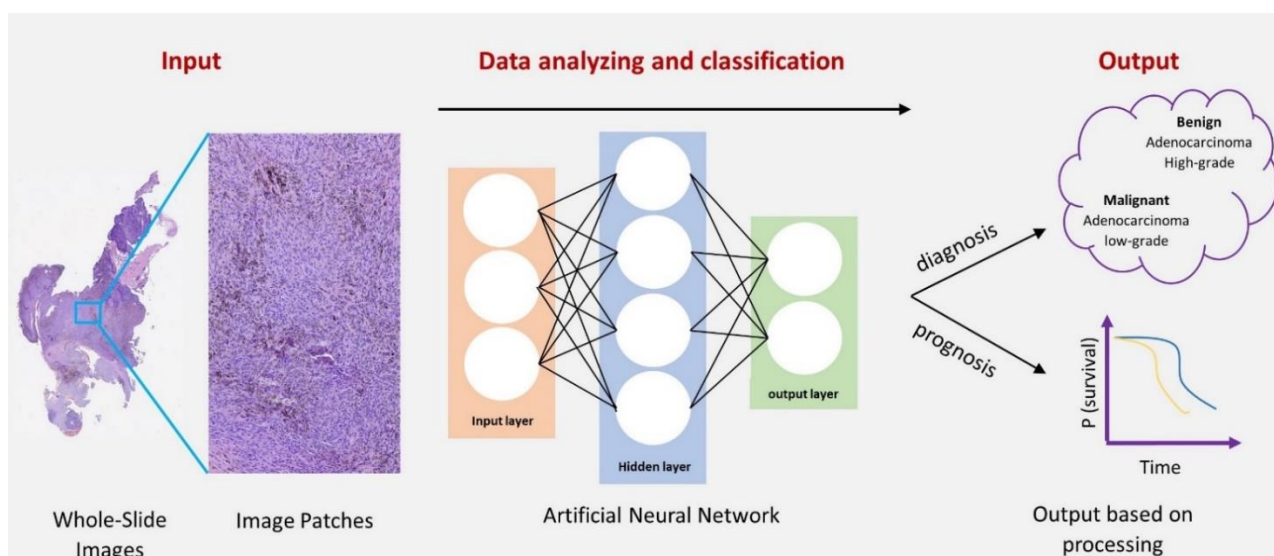 Input
Data analyzing and classification
Output
Benign
Adenocarcinoma
High-grade
Malignant
Adenocarcinoma
low-grade
diagnosis
prognosis
Input layer
Hidden layer
output layer
P (survival)
Time
Whole-Slide
Images
Image Patches
Artificial Neural Network
Output based on
processing